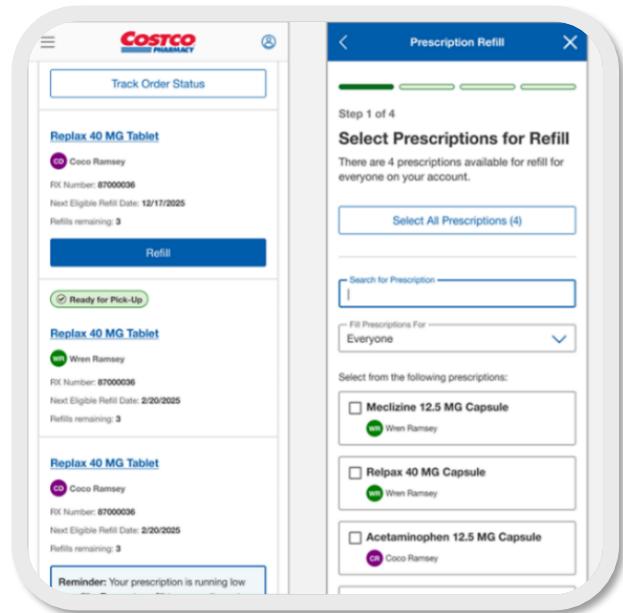 COSTCO
PHARMACY
Track Order Status
Replax 40 MG Tablet
CD Coco Ramsey
RX Number: 87000036
Next Eligible Refill Date: 12/17/2025
Refills remaining: 3
Refill
Ready for Pick-Up
Replax 40 MG Tablet
WR Wren Ramsey
RX Number: 87000036
Next Eligible Refill Date: 2/20/2025
Refills remaining: 3
Replax 40 MG Tablet
CD Coco Ramsey
RX Number: 87000036
Next Eligible Refill Date: 2/20/2025
Refills remaining: 3
Reminder: Your prescription is running low
Prescription Refill
Step 1 of 4
Select Prescriptions for Refill
There are 4 prescriptions available for refill for
everyone on your account.
Select All Prescriptions (4)
Search for Prescription
Fill Prescriptions For
Everyone
Select from the following prescriptions:
Meclizine 12.5 MG Capsule
WR Wren Ramsey
Relpax 40 MG Capsule
WR Wren Ramsey
Acetaminophen 12.5 MG Capsule
CR Coco Ramsey